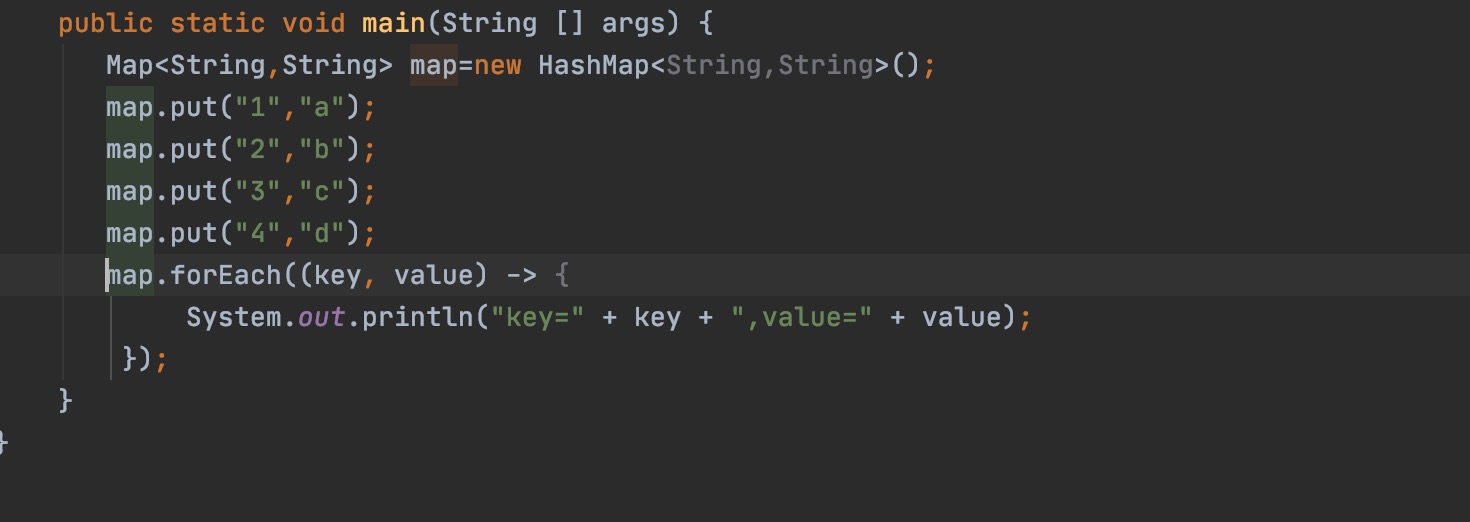 public static void main(String [] args) {
Map<String,String> map=new HashMap<String,String>();
map.put("1","a");
map.put("2","b");
map.put("3","c");
map.put("4","d");
map.forEach((key, value) -> {
System.out.println("key=" + key + ",value=" + value);
});
}
}